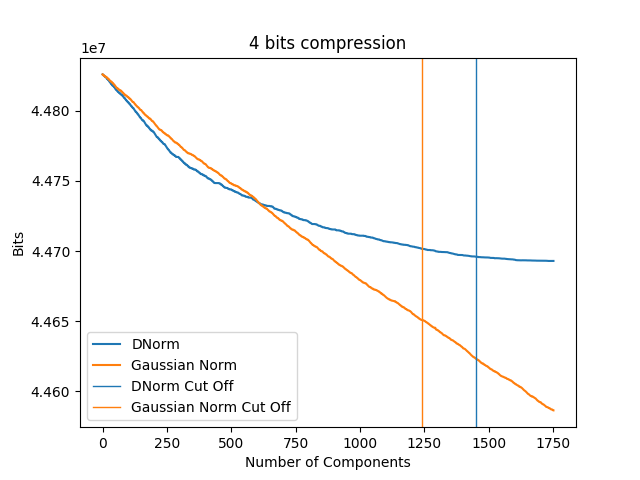 4 bits compression
1e7
4.480
4.475
4.470
4.465
4.460
Bits
DNorm
Gaussian Norm
DNorm Cut Off
Gaussian Norm Cut Off
0 250 500 750 1000 1250 1500 1750
Number of Components